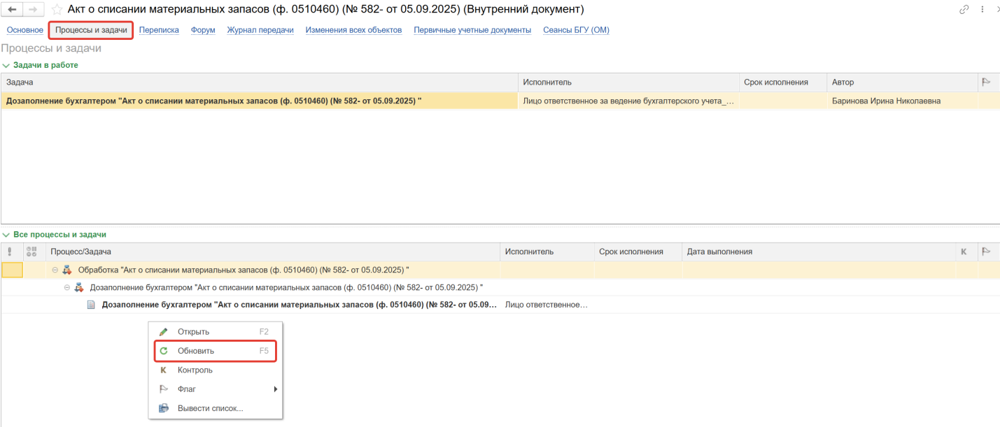 Акт о списании материальных запасов (ф. 0510460) (№ 582- от 05.09.2025) (Внутренний документ)
Основное Процессы и задачи Переписка Форум Журнал передачи Изменения всех объектов Первичные учетные документы Сеансы БГУ (ОМ)
Процессы и задачи
Задачи в работе
Задача Исполнитель Срок исполнения Автор
Дозаполнение бухгалтером "Акт о списании материальных запасов (ф. 0510460) (№ 582- от 05.09.2025) " Лицо ответственное за ведение бухгалтерского учета_... Баринова Ирина Николаевна
Все процессы и задачи
Процесс/Задача Исполнитель Срок исполнения Дата выполнения К
Обработка "Акт о списании материальных запасов (ф. 0510460) (№ 582- от 05.09.2025) "
Дозаполнение бухгалтером "Акт о списании материальных запасов (ф. 0510460) (№ 582- от 05.09.2025) "
Дозаполнение бухгалтером "Акт о списании материальных запасов (ф. 0510460) (№ 582- от 05.09... Лицо ответственное...
Открыть F2
Обновить F5
К Контроль
Флаг
Вывести список...